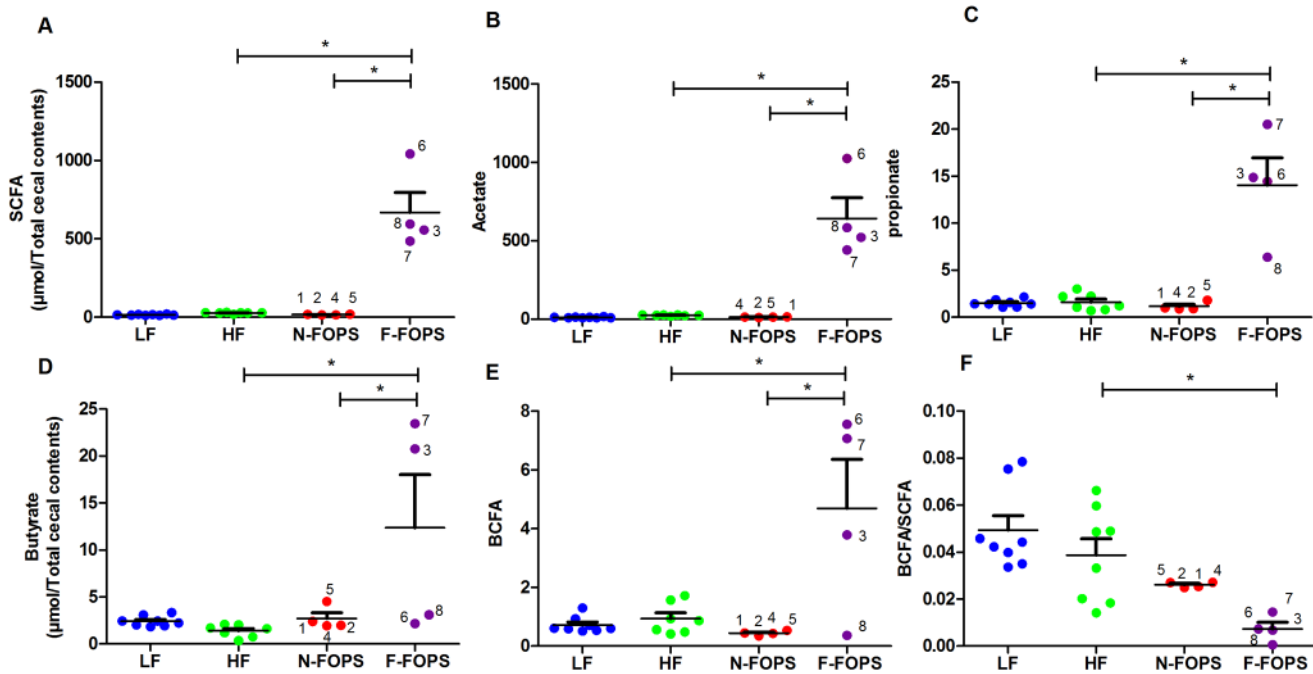 A
*
*
SCFA
(µmol/Total cecal contents)
1500
1000
500
0
6
8
3
7
1 2 4 5
LF HF N-FOPS F-FOPS
B
*
*
Acetate
1500
1000
500
0
6
8
3
7
4 2 5 1
LF HF N-FOPS F-FOPS
C
*
*
propionate
25
20
15
10
5
0
7
3 6
8
1 4 2 5
LF HF N-FOPS F-FOPS
D
*
*
Butyrate
(µmol/Total cecal contents)
25
20
15
10
5
0
7
3
5
6 8
1 2
4
LF HF N-FOPS F-FOPS
E
*
*
BCFA
8
6
4
2
0
6
7
3
1 2 4 5
8
LF HF N-FOPS F-FOPS
F
*
BCFA/SCFA
0.10
0.08
0.06
0.04
0.02
0.00
5 2 1 4
7
6 3
8
LF HF N-FOPS F-FOPS